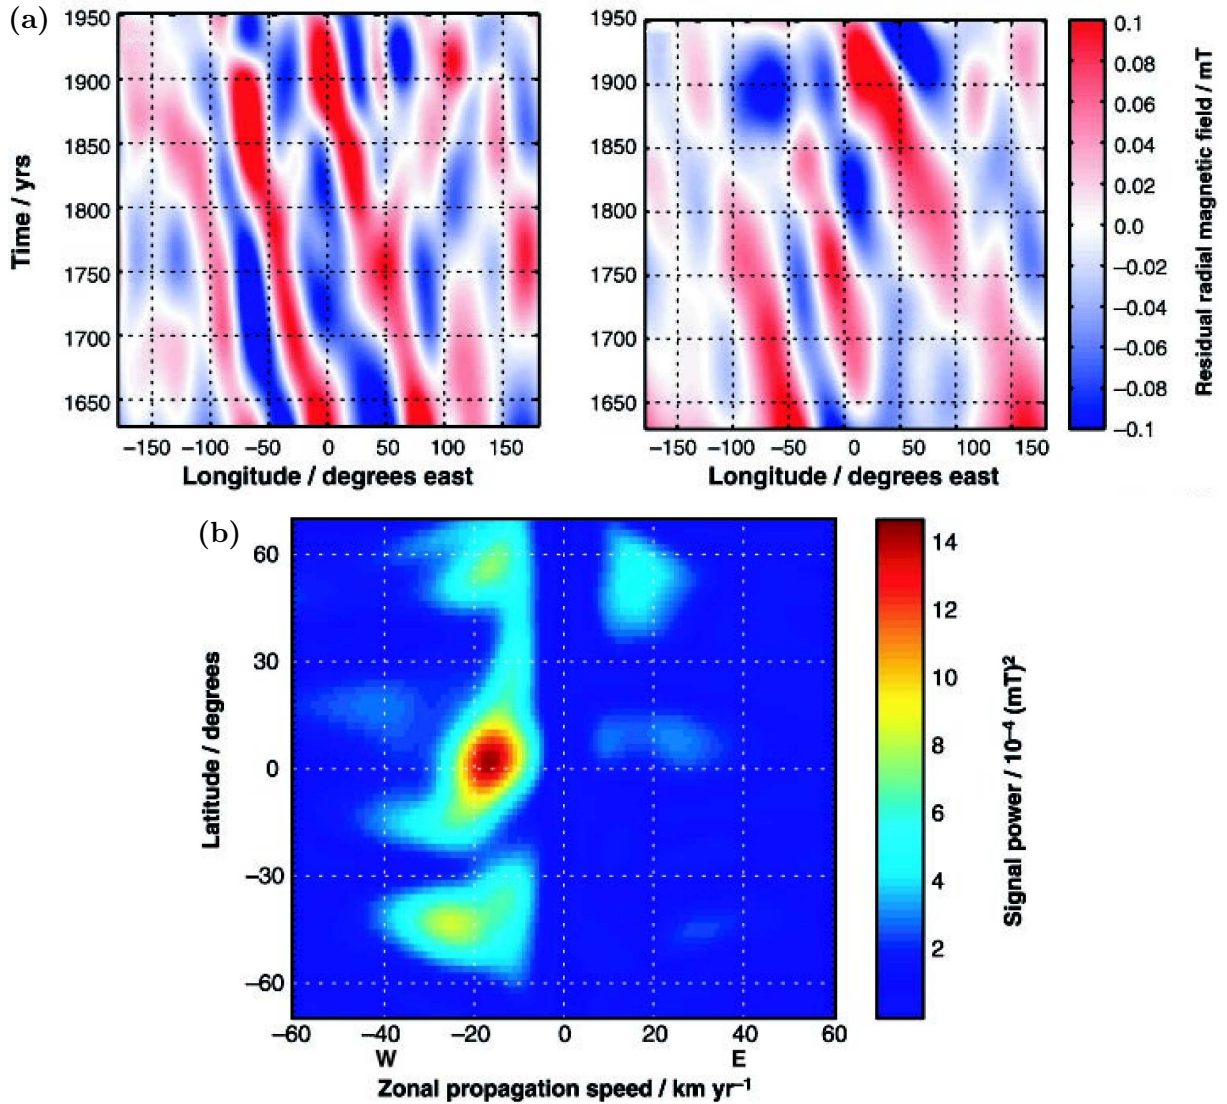 (a)
1950
1900
1850
1800
1750
1700
1650
Time / yrs
−150 −100 −50 0 50 100 150
Longitude / degrees east
1950
1900
1850
1800
1750
1700
1650
−150 −100 −50 0 50 100 150
Longitude / degrees east
0.1
0.08
0.06
0.04
0.02
0.0
−0.02
−0.04
−0.06
−0.08
−0.1
Residual radial magnetic field / mT
(b)
60
30
0
−30
−60
Latitude / degrees
−60 −40 −20 0 20 40 60
W E
Zonal propagation speed / km yr⁻¹
14
12
10
8
6
4
2
Signal power / 10⁻⁴ (mT)²